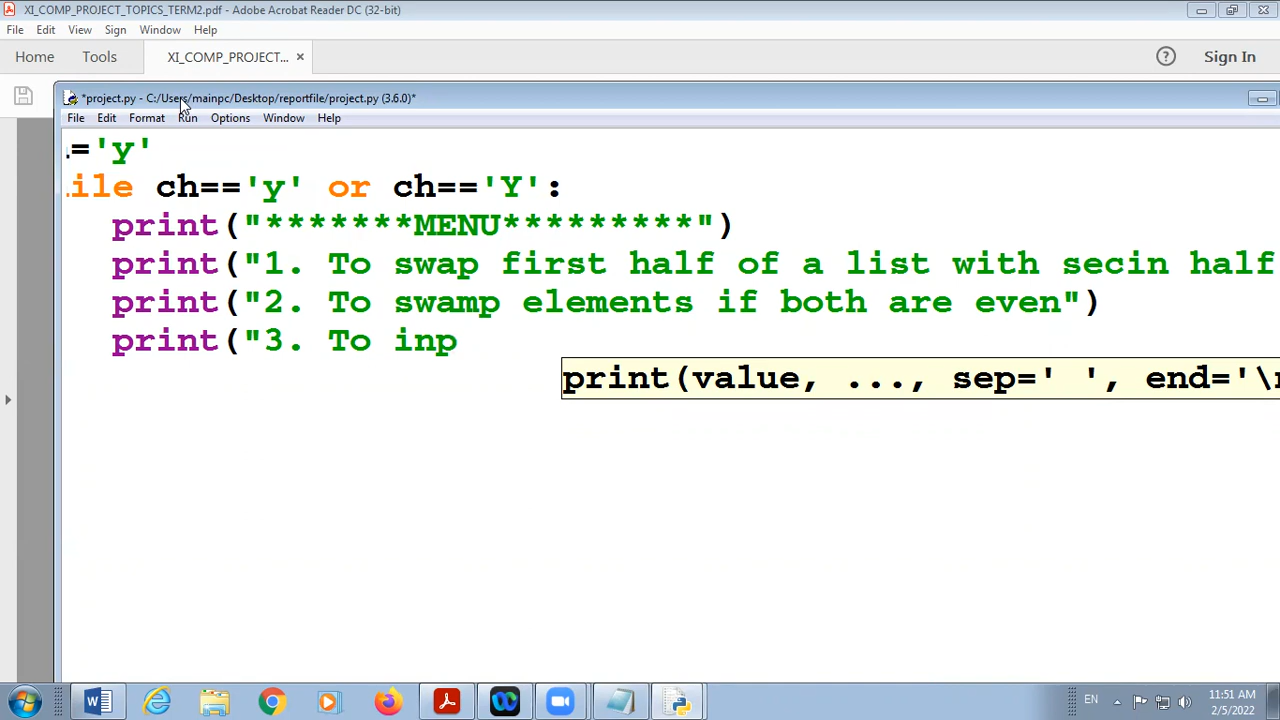 XI_COMP_PROJECT_TOPICS_TERM2.pdf - Adobe Acrobat Reader DC (32-bit)
File Edit View Sign Window Help
Home Tools XI_COMP_PROJECT... × Sign In
*project.py - C:/Users/mainpc/Desktop/reportfile/project.py (3.6.0)*
File Edit Format Run Options Window Help
='y'
ile ch=='y' or ch=='Y':
print("*******MENU*********")
print("1. To swap first half of a list with secin half
print("2. To swamp elements if both are even")
print("3. To inp
print(value, ..., sep=' ', end='\
EN
11:51 AM
2/5/2022